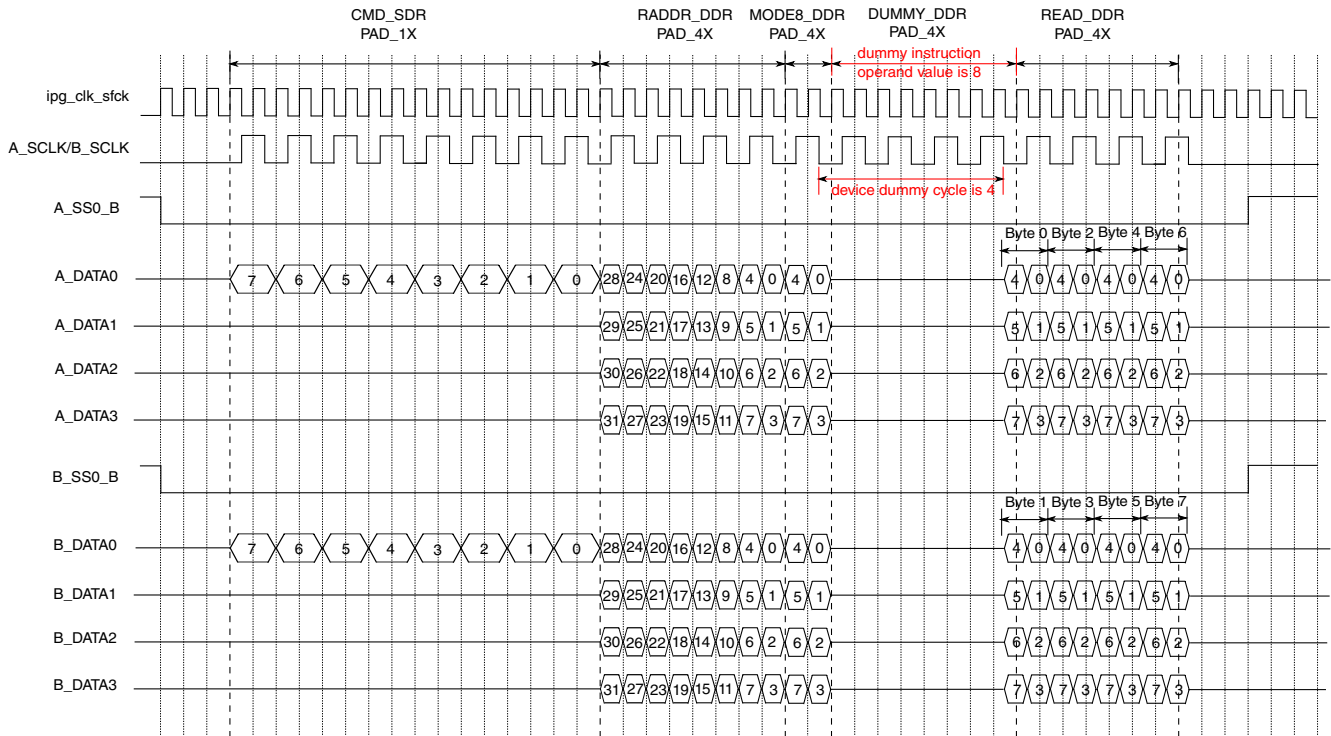 CMD_SDR
PAD_1X
RADDR_DDR
PAD_4X
MODE8_DDR
PAD_4X
DUMMY_DDR
PAD_4X
READ_DDR
PAD_4X
dummy instruction
operand value is 8
ipg_clk_sfck
A_SCLK/B_SCLK
device dummy cycle is 4
A_SS0_B
Byte 0 Byte 2 Byte 4 Byte 6
A_DATA0 7 6 5 4 3 2 1 0 28 24 20 16 12 8 4 0 4 0 4 0 4 0 4 0 4 0
A_DATA1 29 25 21 17 13 9 5 1 5 1 5 1 5 1 5 1 5 1
A_DATA2 30 26 22 18 14 10 6 2 6 2 6 2 6 2 6 2 6 2
A_DATA3 31 27 23 19 15 11 7 3 7 3 7 3 7 3 7 3 7 3
B_SS0_B
Byte 1 Byte 3 Byte 5 Byte 7
B_DATA0 7 6 5 4 3 2 1 0 28 24 20 16 12 8 4 0 4 0 4 0 4 0 4 0 4 0
B_DATA1 29 25 21 17 13 9 5 1 5 1 5 1 5 1 5 1 5 1
B_DATA2 30 26 22 18 14 10 6 2 6 2 6 2 6 2 6 2 6 2
B_DATA3 31 27 23 19 15 11 7 3 7 3 7 3 7 3 7 3 7 3